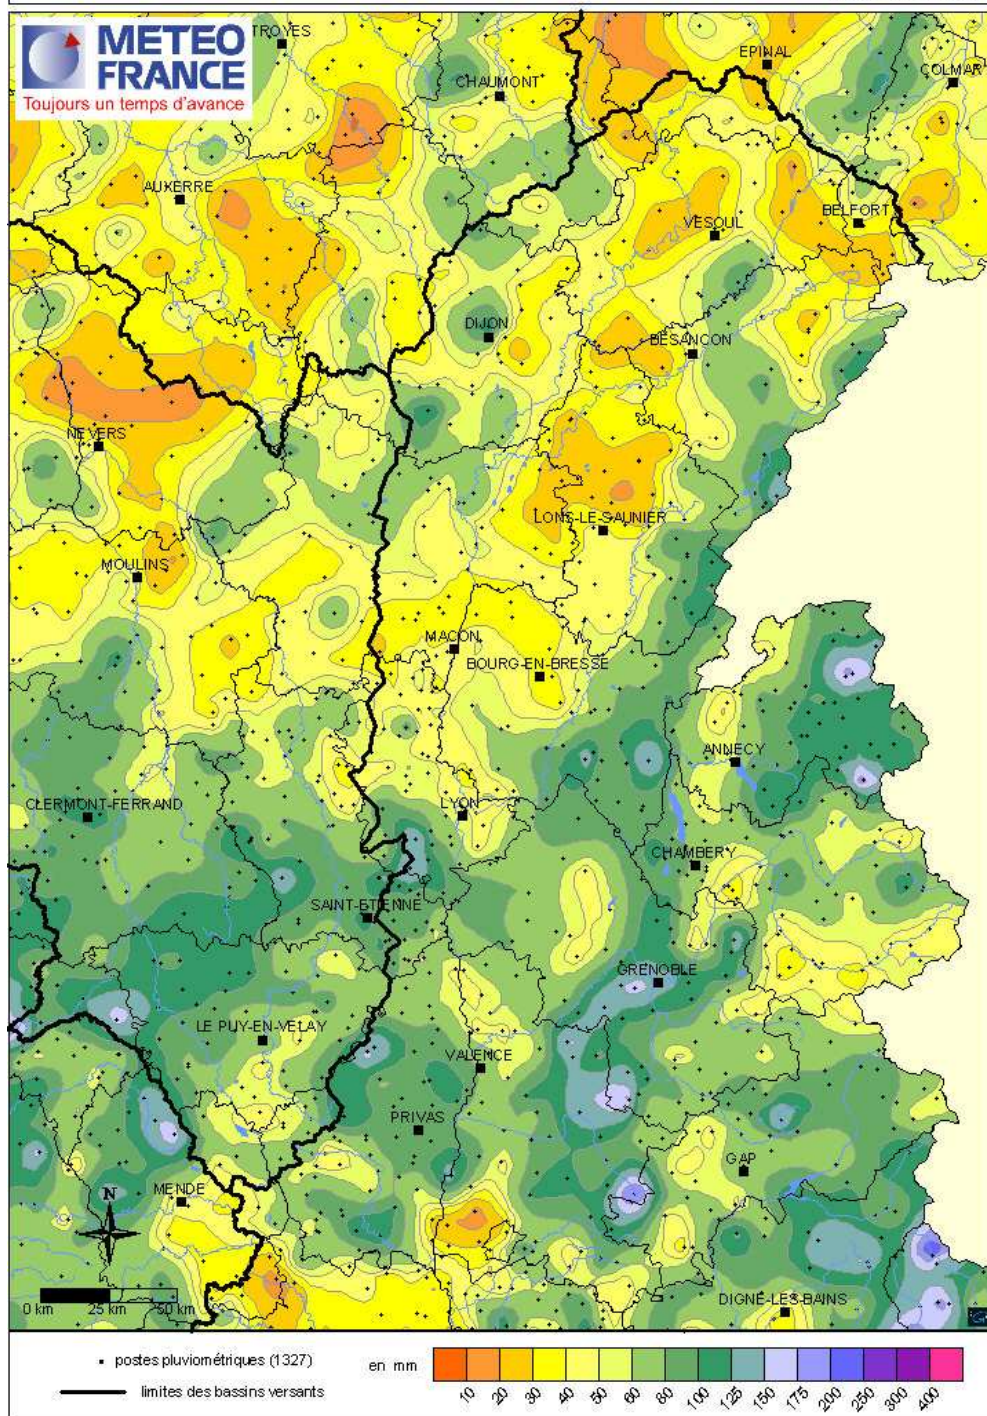 METEO
FRANCE
Toujours un temps d'avance
TROYES
CHAUMONT
EPINAL
COLMAR
AUXERRE
VESOUL
BELFORT
DIJON
BESANCON
NEVERS
LONS-LE-SAUNIER
MOULINS
MACON
BOURG-EN-BRESSE
ANNECY
CLERMONT-FERRAND
LYON
CHAMBERY
SAINT-ETIENNE
GRENOBLE
LE PUY-EN-VELAY
VALENCE
PRIVAS
GAP
MENDE
N
0 km 25 km 50 km
DIGNE-LES-BAINS
postes pluviométriques (1327)
limites des bassins versants
en mm
10 20 30 40 50 60 80 100 125 150 175 200 250 300 400